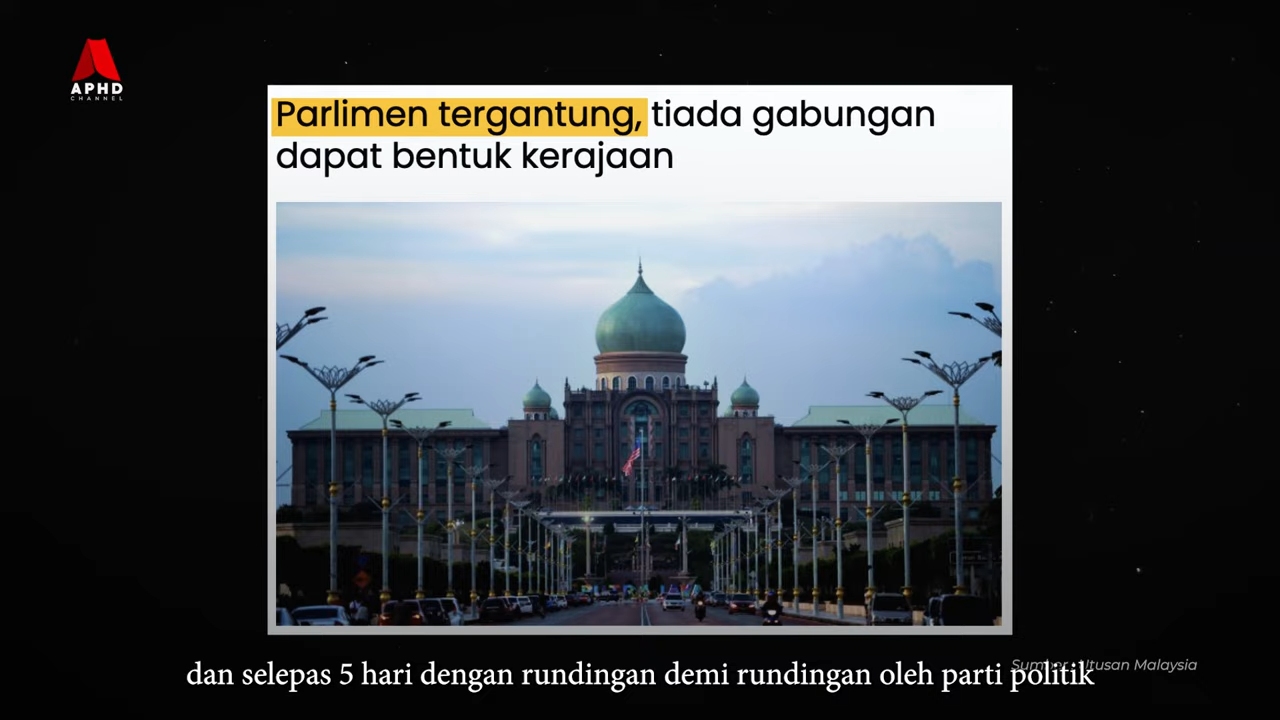 APHD
CHANNEL
Parlimen tergantung, tiada gabungan
dapat bentuk kerajaan
Sumber : Utusan Malaysia
dan selepas 5 hari dengan rundingan demi rundingan oleh parti politik